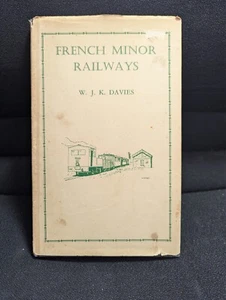 FRENCH MINOR
RAILWAYS
W. J. K. DAVIES